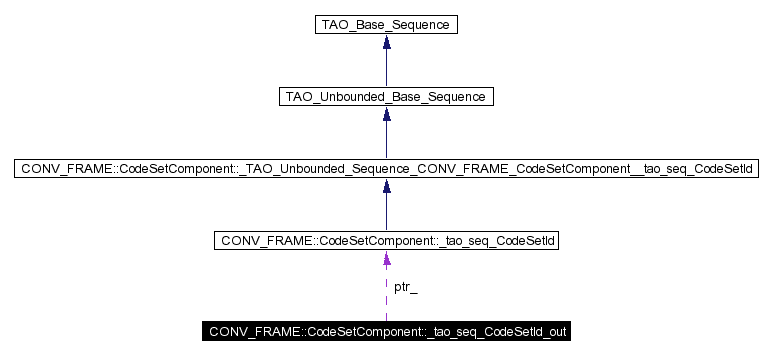 TAO_Base_Sequence
TAO_Unbounded_Base_Sequence
CONV_FRAME::CodeSetComponent::_TAO_Unbounded_Sequence_CONV_FRAME_CodeSetComponent__tao_seq_CodeSetId
CONV_FRAME::CodeSetComponent::_tao_seq_CodeSetId
ptr_
CONV_FRAME::CodeSetComponent::_tao_seq_CodeSetId_out